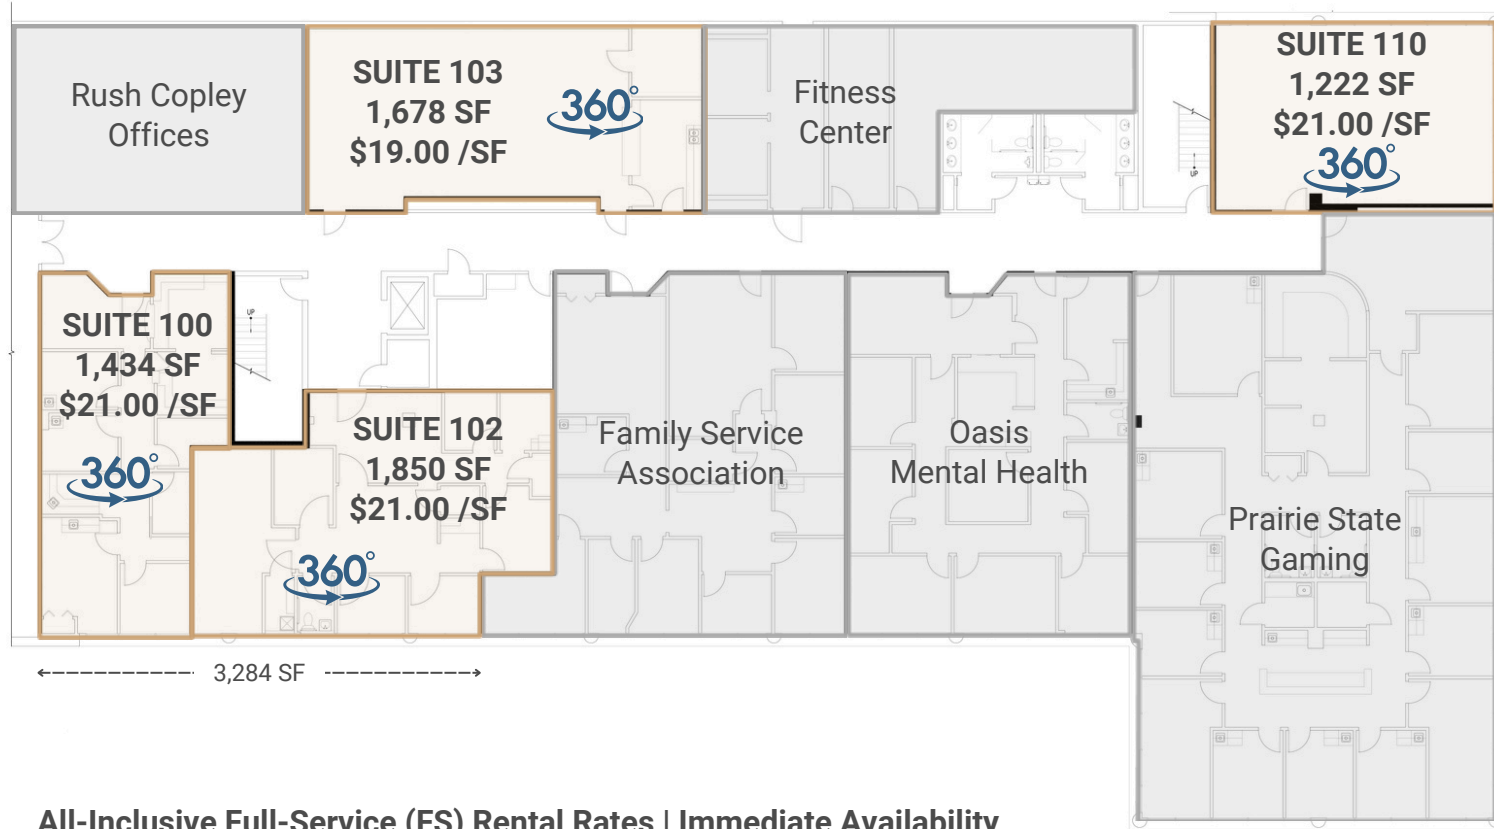 Rush Copley
Offices
SUITE 103
1,678 SF
$19.00 /SF
360°
Fitness
Center
UP
SUITE 110
1,222 SF
$21.00 /SF
360°
SUITE 100
1,434 SF
$21.00 /SF
360°
UP
SUITE 102
1,850 SF
$21.00 /SF
360°
Family Service
Association
Oasis
Mental Health
Prairie State
Gaming
3,284 SF
All-Inclusive Full-Service (FS) Rental Rates | Immediate Availability